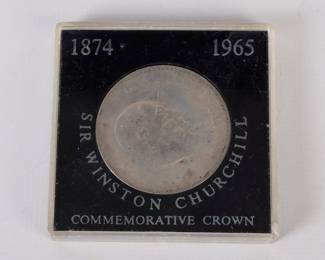 1874 1965
SIR WINSTON CHURCHILL
COMMEMORATIVE CROWN